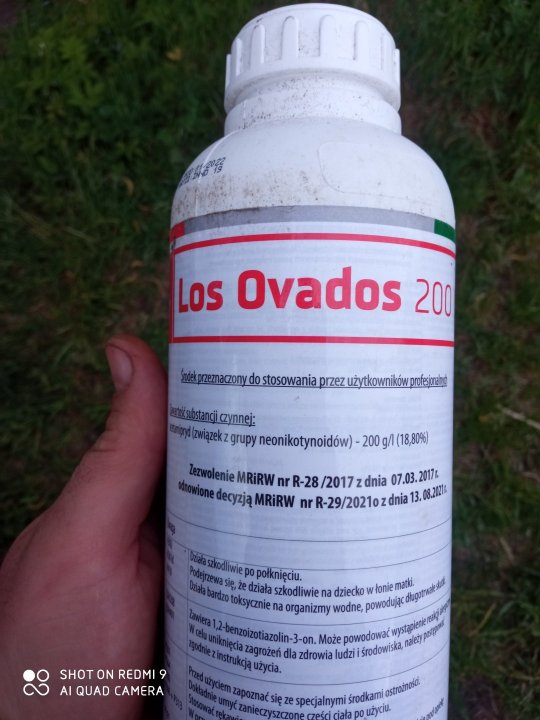 01/2022
Los Ovados 200
Środek przeznaczony do stosowania przez użytkowników profesjonalnych
substancji czynnej:
(związek z grupy neonikotynoidów) - 200 g/l (18,80%)
Zezwolenie MRiRW nr R-28 /2017 z dnia 07.03. 2017 r.
odnowione decyzją MRiRW nr R-29/2021o z dnia 13. 08.2021r.
Działa szkodliwie po połknięciu.
Podejrzewa się, że działa szkodliwie na dziecko w łonie matki.
Działa bardzo toksycznie na organizmy wodne, powodując długotrwałe skutki.
Zawiera 1,2-benzoizotiazolin-3-on. Może powodować wystąpienie reakcji
W celu uniknięcia zagrożeń dla zdrowia ludzi i środowiska, należy postępować
zgodnie z instrukcją użycia.
Przed użyciem zapoznać się ze specjalnymi środkami ostrożności.
Dokładnie umyć zanieczyszczone części ciała po użyciu.
Stosować
SHOT ON REDMI 9
AI QUAD CAMERA